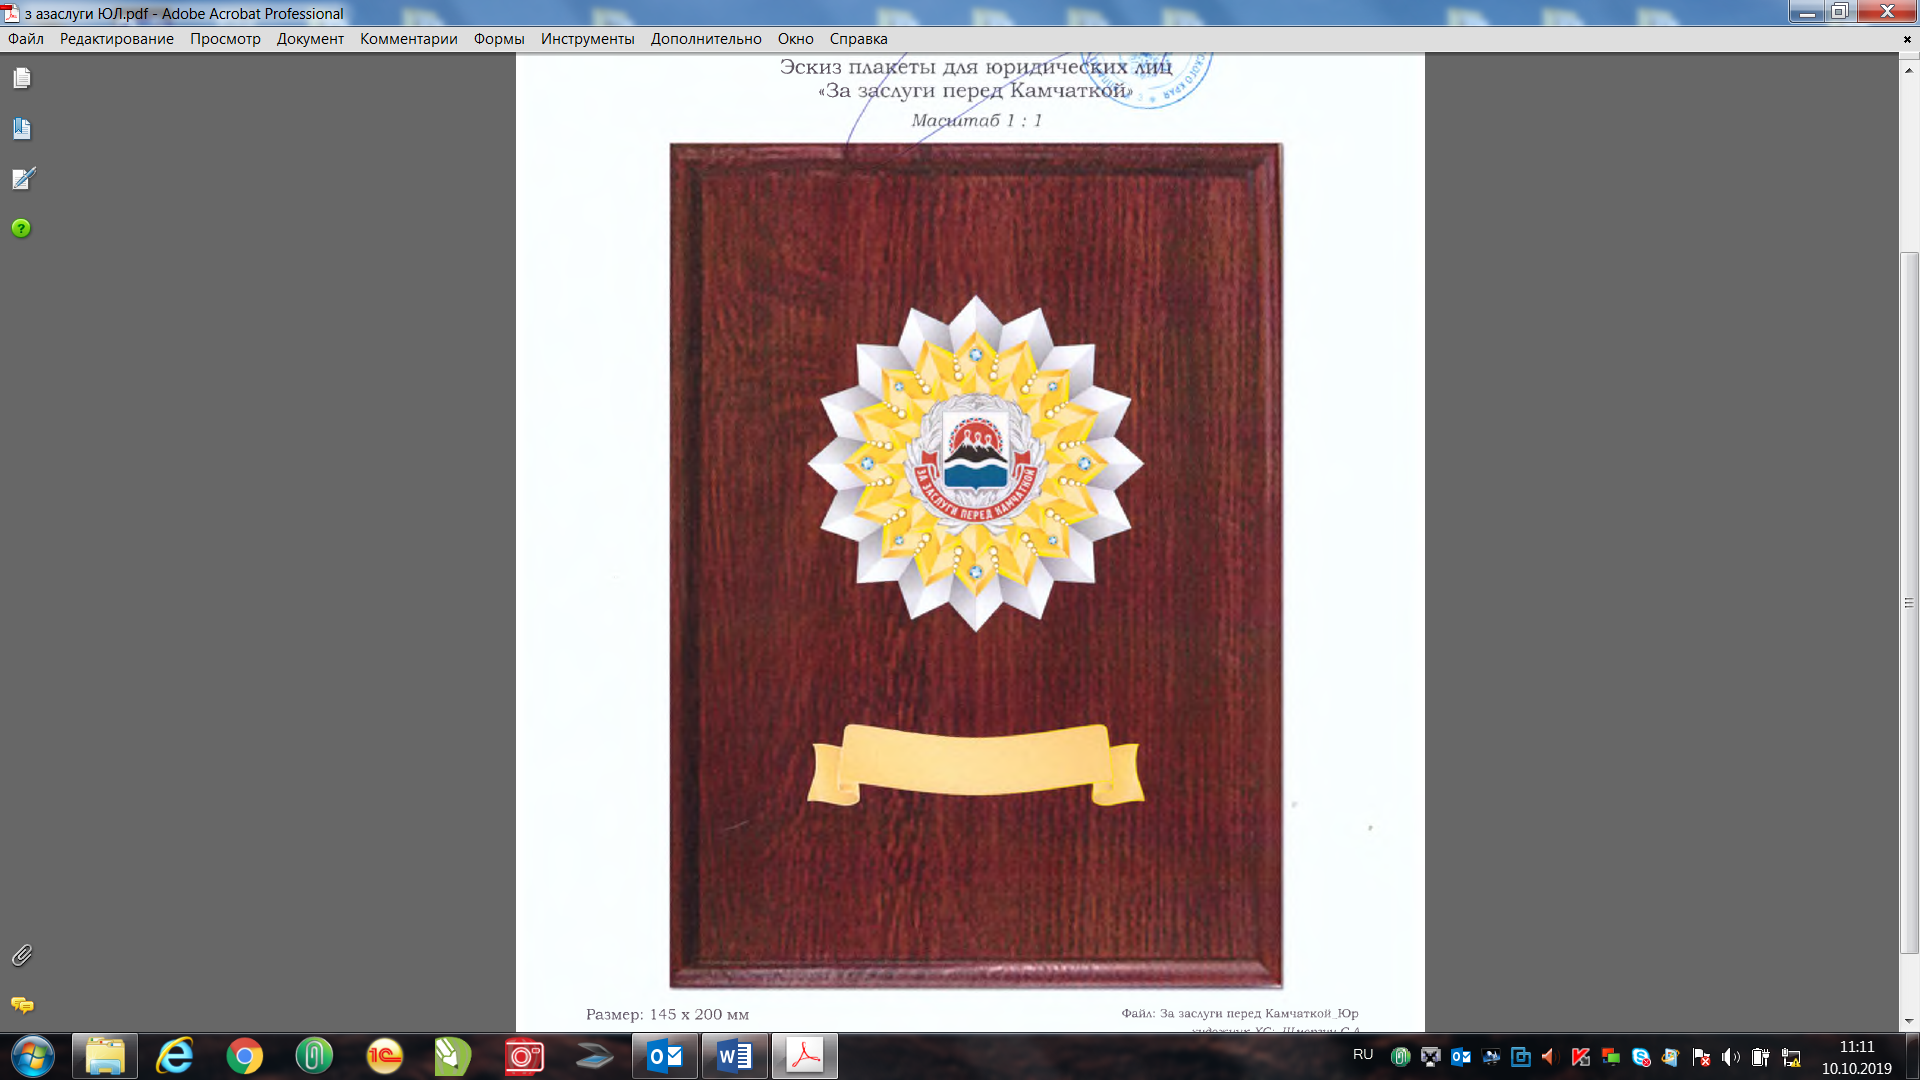 з азаслуги ЮЛ.pdf - Adobe Acrobat Professional
Файл Редактирование Просмотр Документ Комментарии Формы Инструменты Дополнительно Окно Справка
Эскиз плакеты для юридических лиц
«За заслуги перед Камчаткой»
Масштаб 1 : 1
ЗА ЗАСЛУГИ ПЕРЕД КАМЧАТКОЙ
Размер: 145 х 200 мм
Файл: За заслуги перед Камчаткой_Юр
RU
11:11
10.10.2019